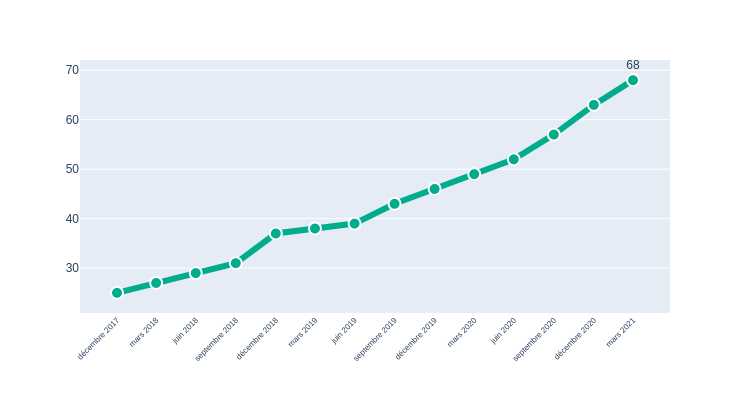 68
70
60
50
40
30
décembre 2017
mars 2018
juin 2018
septembre 2018
décembre 2018
mars 2019
juin 2019
septembre 2019
décembre 2019
mars 2020
juin 2020
septembre 2020
décembre 2020
mars 2021